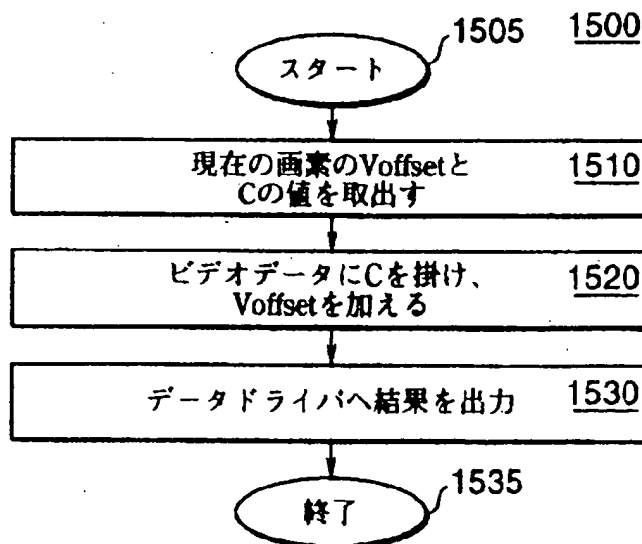 1505
1500
スタート
現在の画素のVoffsetと
Cの値を取出す
1510
ビデオデータにCを掛け、
Voffsetを加える
1520
データドライバへ結果を出力
1530
1535
終了